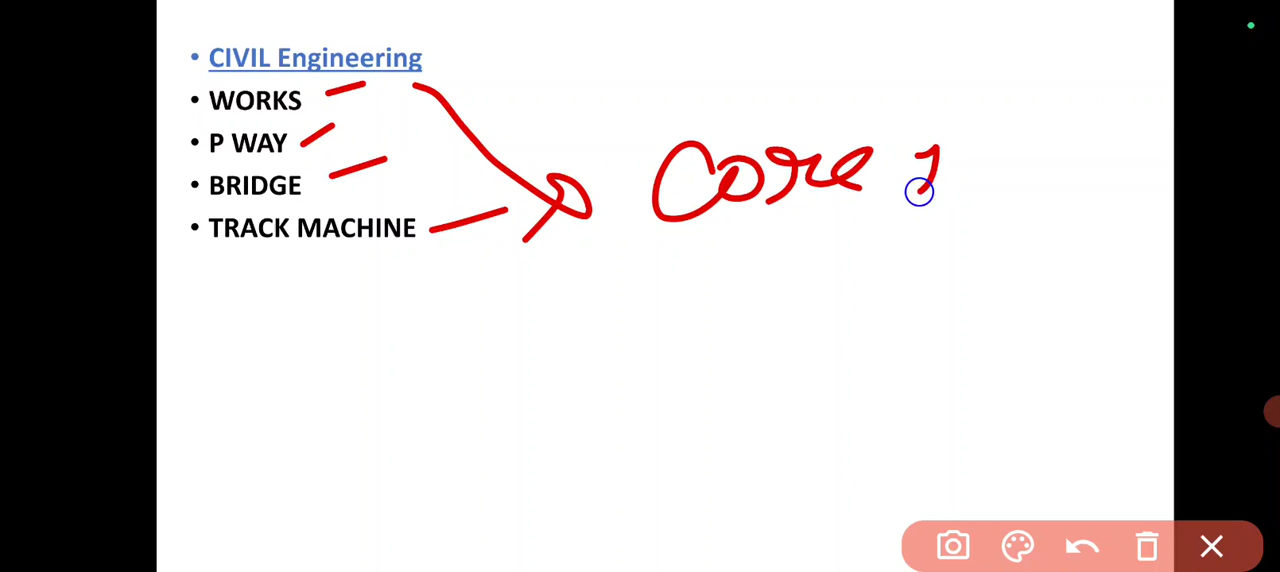 • CIVIL Engineering
• WORKS
• P WAY
• BRIDGE
• TRACK MACHINE
Core